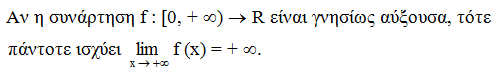 Αν η συνάρτηση f : [0, + ∞) → R είναι γνησίως αύξουσα, τότε
πάντοτε ισχύει lim f (x) = + ∞.
x → +∞